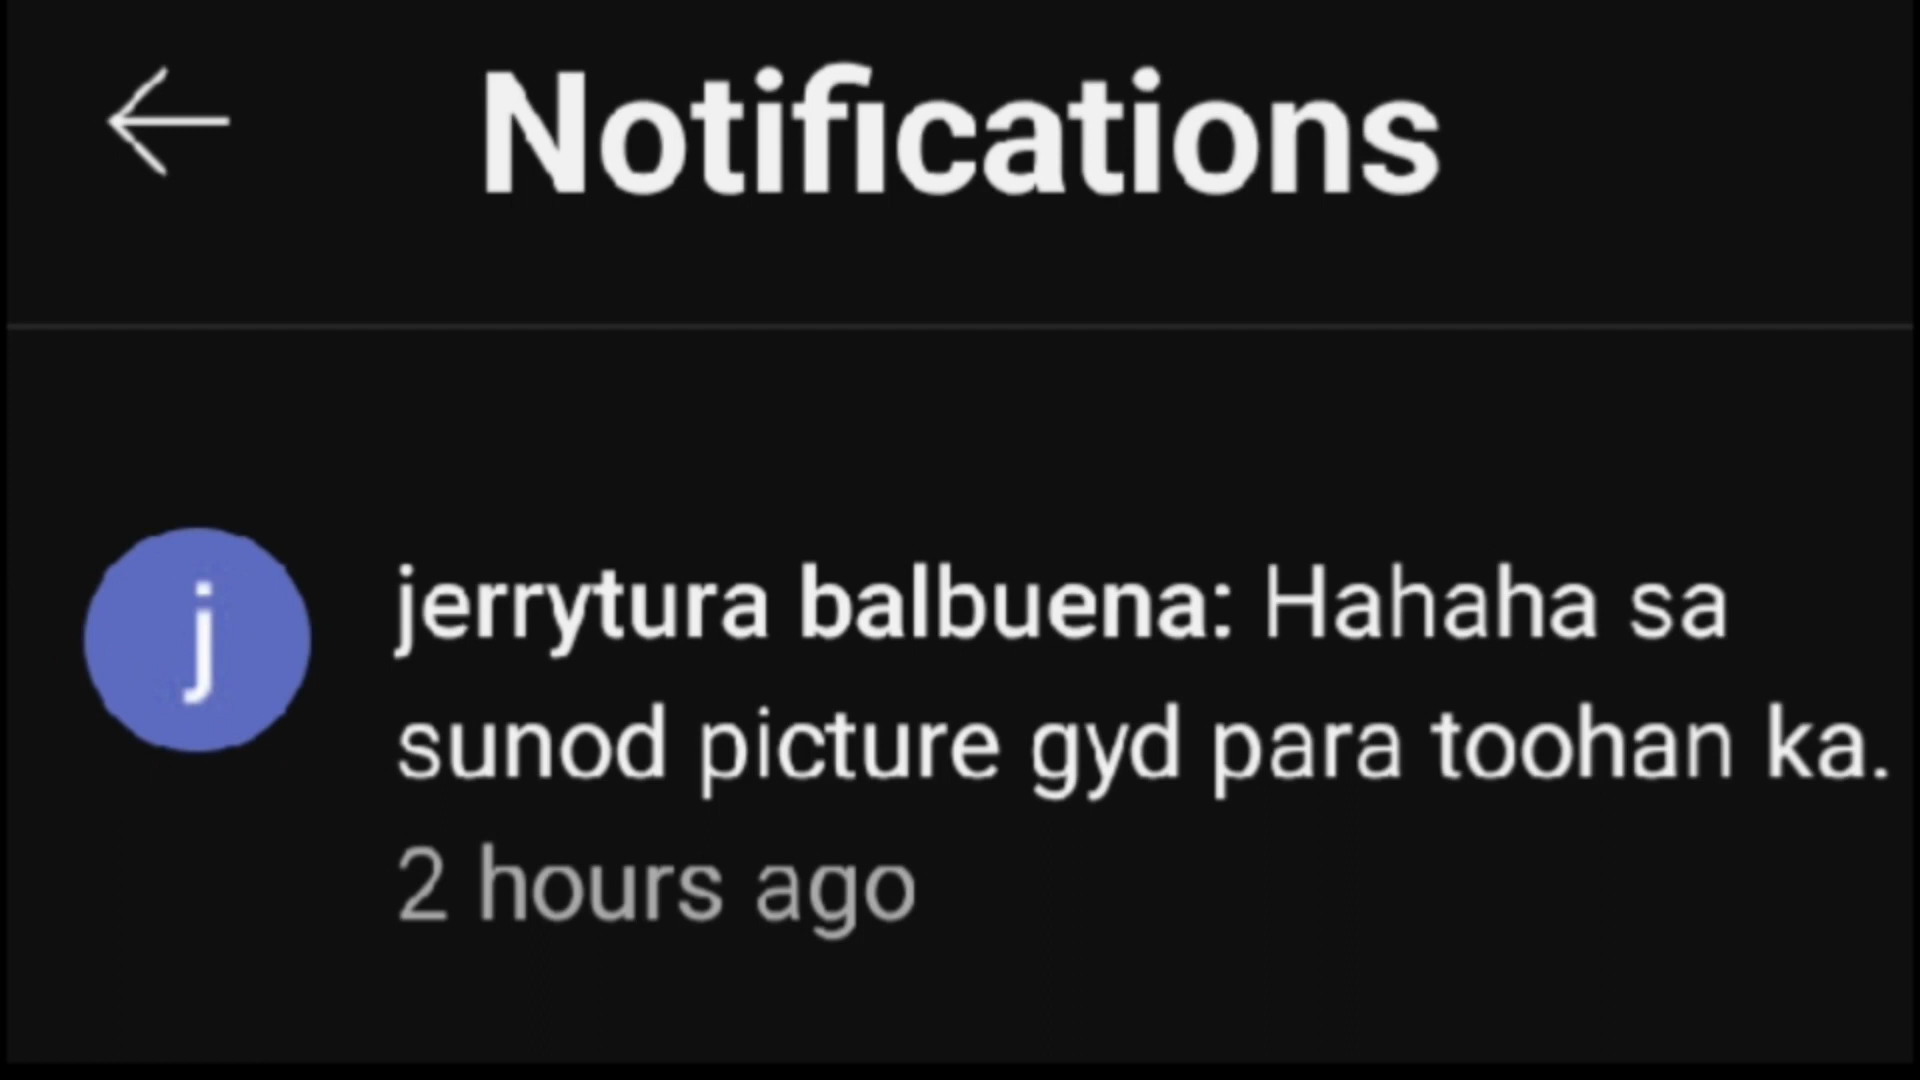 Notifications
j
jerrytura balbuena: Hahaha sa
sunod picture gyd para toohan ka.
2 hours ago